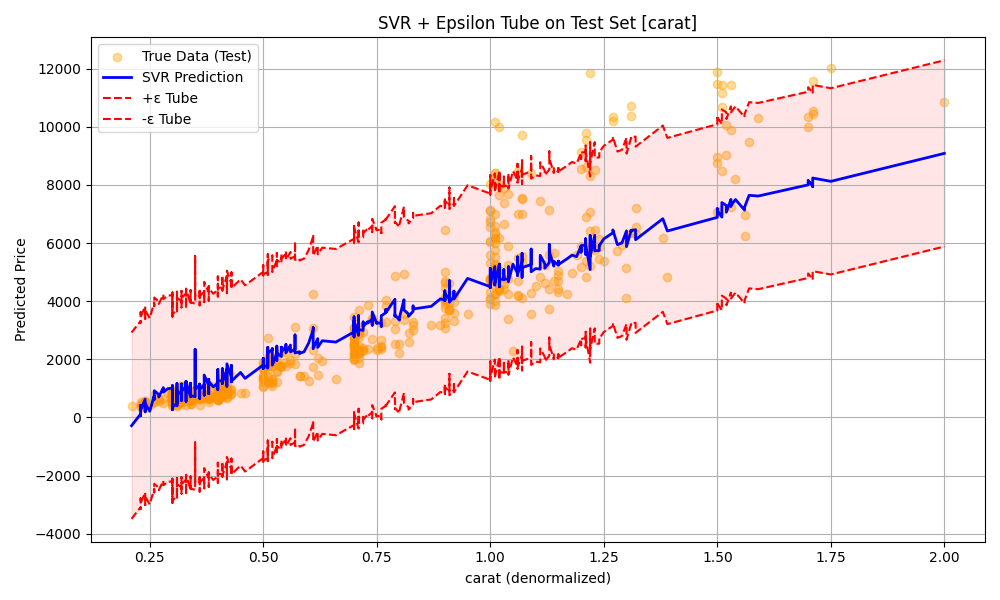 SVR + Epsilon Tube on Test Set [carat]
True Data (Test)
SVR Prediction
+ε Tube
-ε Tube
12000
10000
8000
6000
4000
2000
0
−2000
−4000
Predicted Price
0.25 0.50 0.75 1.00 1.25 1.50 1.75 2.00
carat (denormalized)